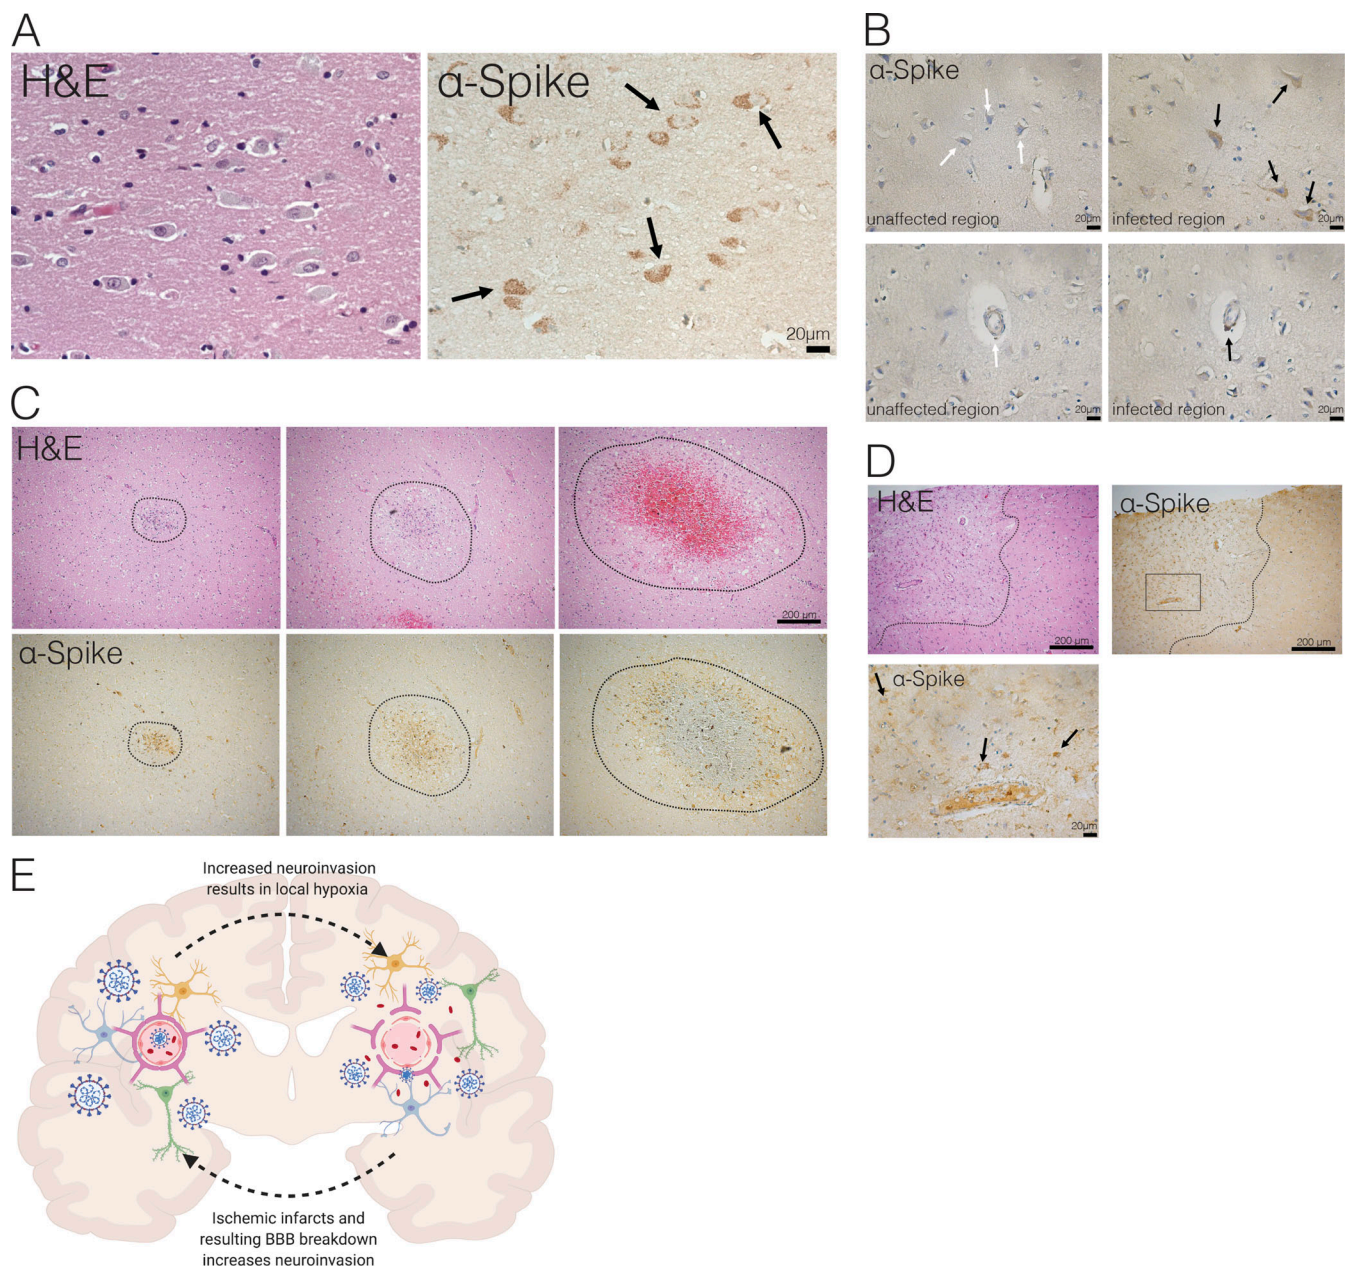 A
H&E
α-Spike
20µm
B
α-Spike
unaffected region
20µm
infected region
20µm
unaffected region
20µm
infected region
20µm
C
H&E
200 µm
α-Spike
D
H&E
200 µm
α-Spike
200 µm
α-Spike
20µm
E
Increased neuroinvasion
results in local hypoxia
Ischemic infarcts and
resulting BBB breakdown
increases neuroinvasion